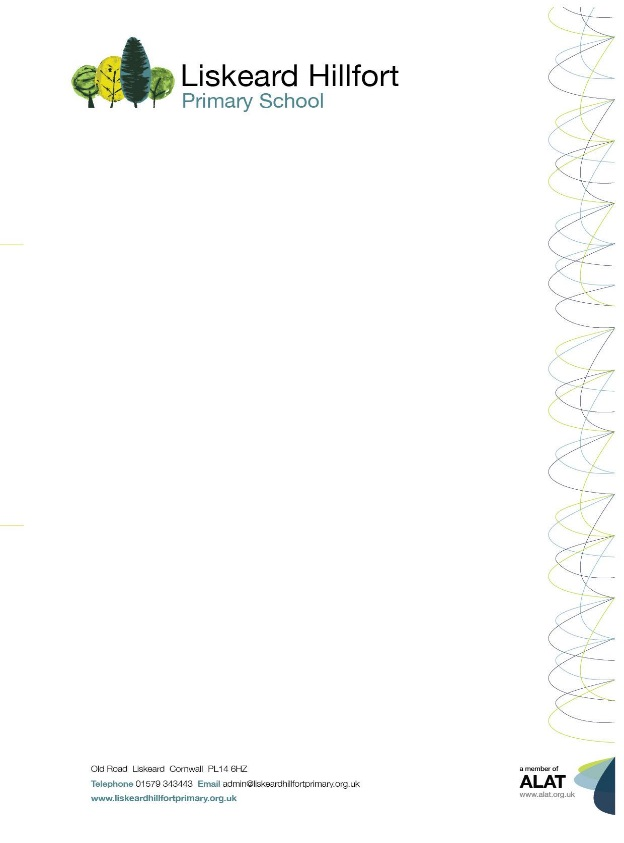 Liskeard Hillfort
Primary School
Old Road Liskeard Cornwall PL14 6HZ
Telephone 01579 343443 Email admin@liskeardhillfortprimary.org.uk
www.liskeardhillfortprimary.org.uk
a member of
ALAT
www.alat.org.uk